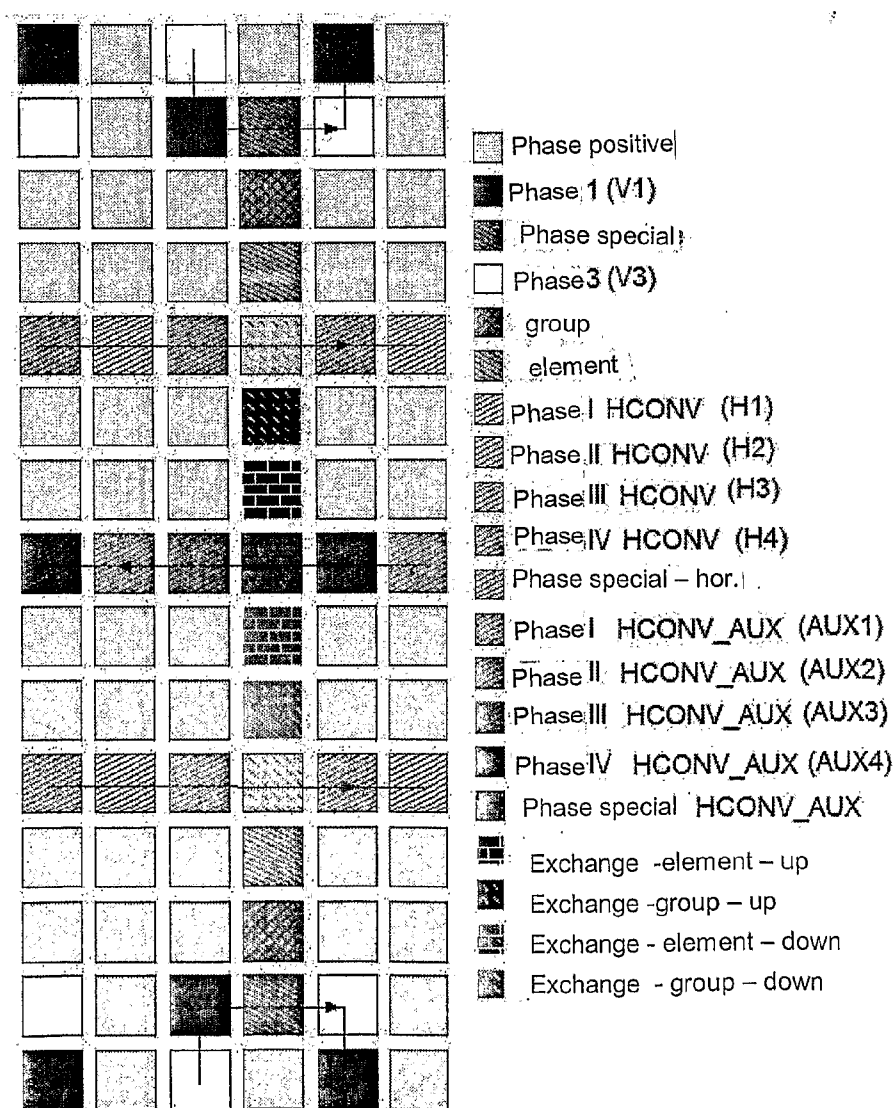 Phase positive
Phase 1 (V1)
Phase special
Phase 3 (V3)
group
element
Phase I HCONV (H1)
Phase II HCONV (H2)
Phase III HCONV (H3)
Phase IV HCONV (H4)
Phase special – hor.
Phase I HCONV_AUX (AUX1)
Phase II HCONV_AUX (AUX2)
Phase III HCONV_AUX (AUX3)
Phase IV HCONV_AUX (AUX4)
Phase special HCONV_AUX
Exchange -element – up
Exchange -group – up
Exchange - element – down
Exchange - group – down